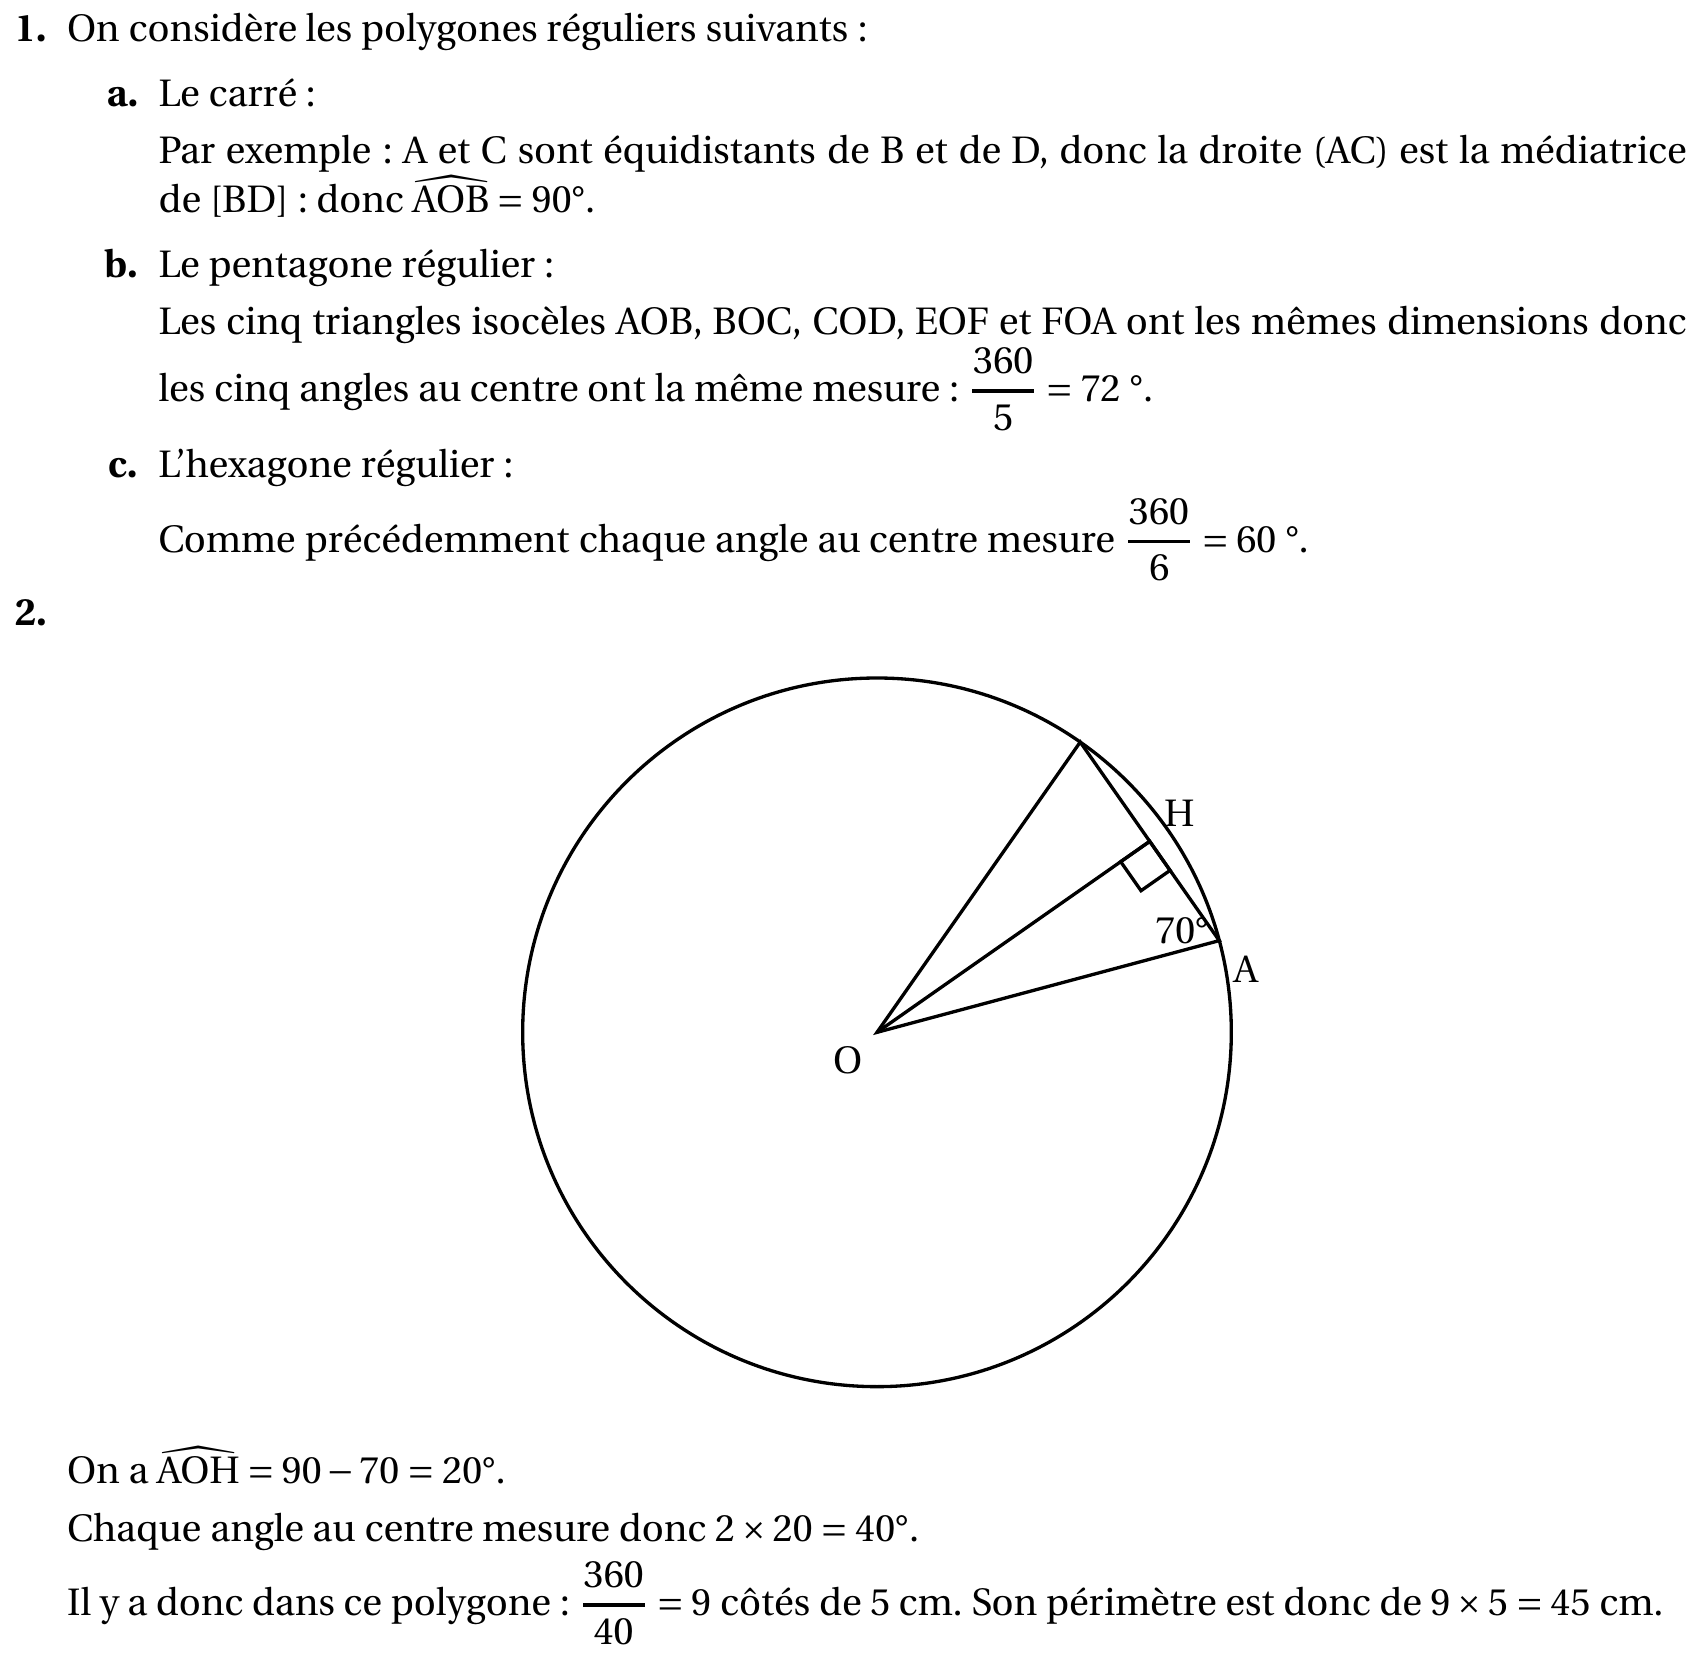 1. On considère les polygones réguliers suivants :
a. Le carré :
Par exemple : A et C sont équidistants de B et de D, donc la droite (AC) est la médiatrice
de [BD] : donc $\widehat{\text{AOB}}$ = 90°.
b. Le pentagone régulier :
Les cinq triangles isocèles AOB, BOC, COD, EOF et FOA ont les mêmes dimensions donc
les cinq angles au centre ont la même mesure : $\dfrac{360}{5}$ = 72 °.
c. L'hexagone régulier :
Comme précédemment chaque angle au centre mesure $\dfrac{360}{6}$ = 60 °.
2.
H
70°
A
O
On a $\widehat{\text{AOH}}$ = 90 – 70 = 20°.
Chaque angle au centre mesure donc 2 × 20 = 40°.
Il y a donc dans ce polygone : $\dfrac{360}{40}$ = 9 côtés de 5 cm. Son périmètre est donc de 9 × 5 = 45 cm.